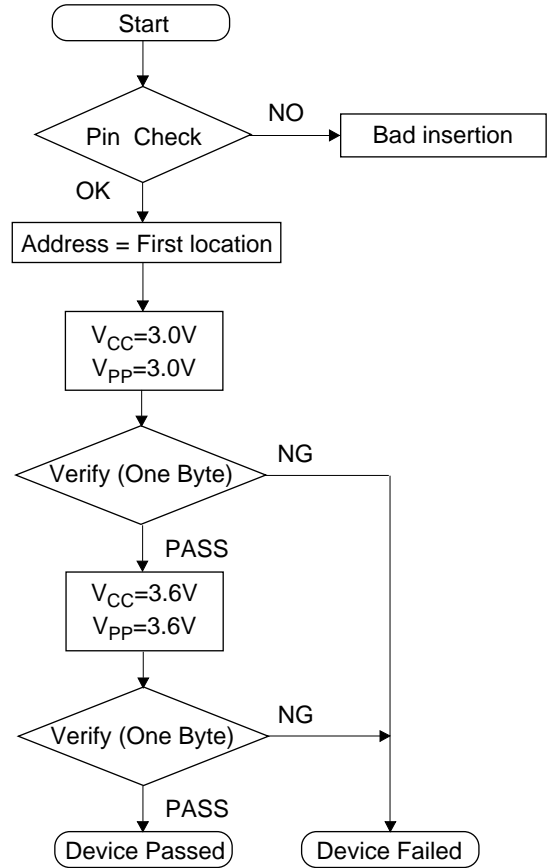 Start
Pin Check
NO
Bad insertion
OK
Address = First location
VCC=3.0V
VPP=3.0V
Verify (One Byte)
NG
PASS
VCC=3.6V
VPP=3.6V
Verify (One Byte)
NG
PASS
Device Passed
Device Failed